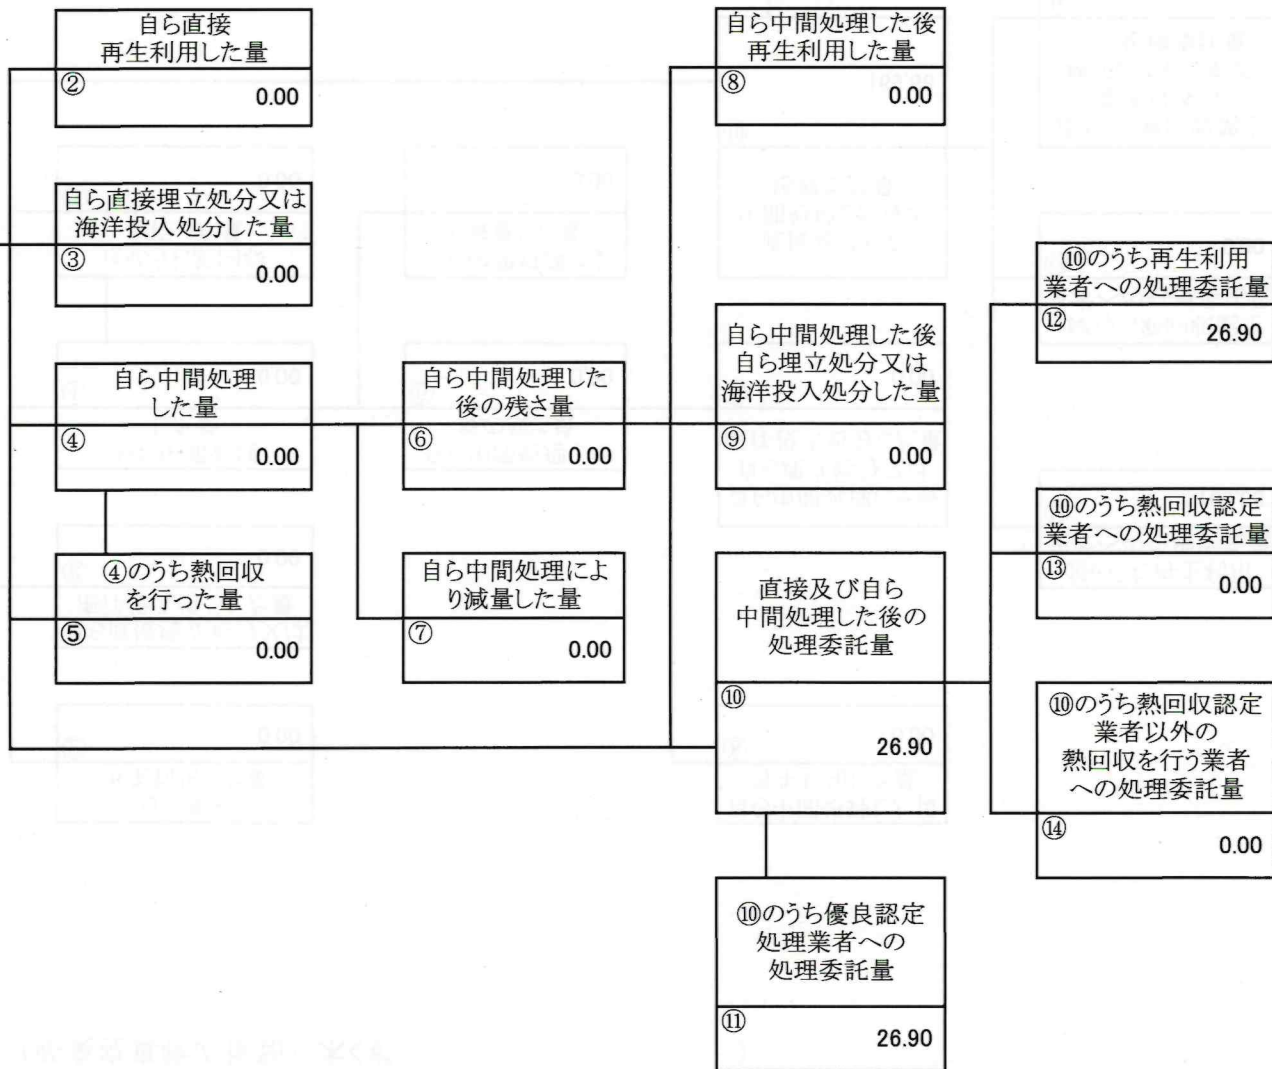 自ら直接
再生利用した量
②
0.00
自ら直接埋立処分又は
海洋投入処分した量
③
0.00
自ら中間処理
した量
④
0.00
④のうち熱回収
を行った量
⑤
0.00
自ら中間処理した
後の残さ量
⑥
0.00
自ら中間処理によ
り減量した量
⑦
0.00
自ら中間処理した後
再生利用した量
⑧
0.00
自ら中間処理した後
自ら埋立処分又は
海洋投入処分した量
⑨
0.00
直接及び自ら
中間処理した後の
処理委託量
⑩
26.90
⑩のうち優良認定
処理業者への
処理委託量
⑪
26.90
⑩のうち再生利用
業者への処理委託量
⑫
26.90
⑩のうち熱回収認定
業者への処理委託量
⑬
0.00
⑩のうち熱回収認定
業者以外の
熱回収を行う業者
への処理委託量
⑭
0.00